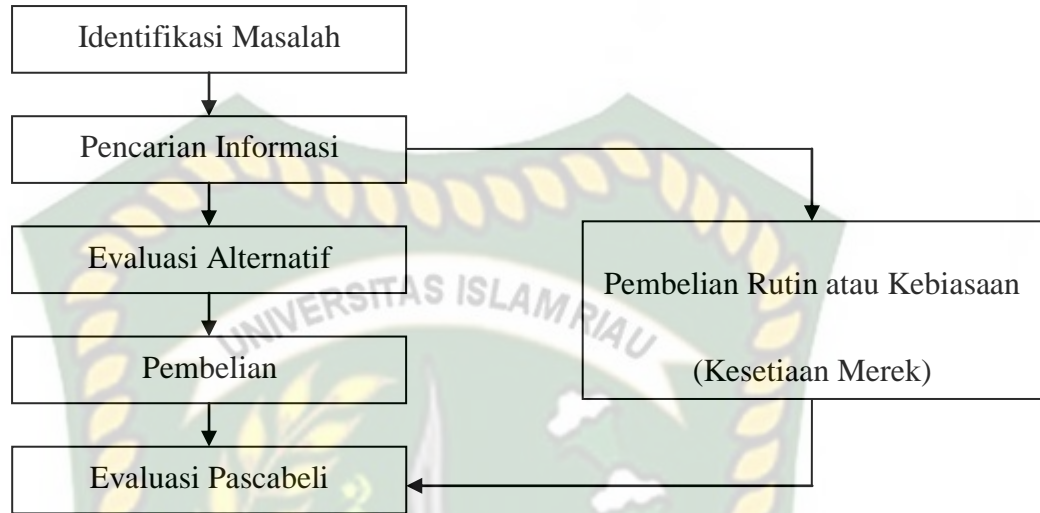 Identifikasi Masalah
Pencarian Informasi
Evaluasi Alternatif
Pembelian
Evaluasi Pascabeli
Pembelian Rutin atau Kebiasaan
(Kesetiaan Merek)
UNIVERSITAS ISLAM RIAU